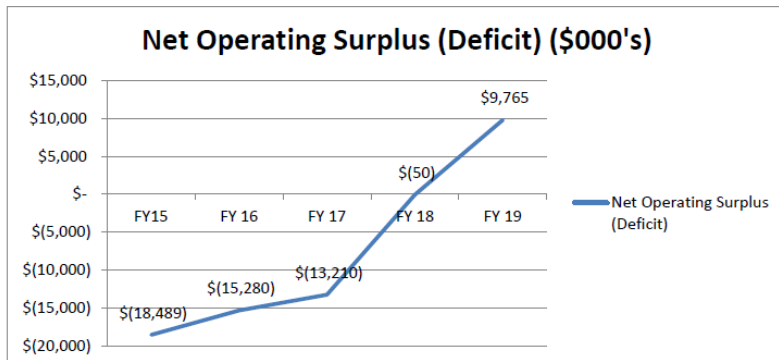 Net Operating Surplus (Deficit) ($000's)
$15,000
$10,000
$5,000
$-
$(5,000)
$(10,000)
$(15,000)
$(20,000)
$(18,489)
$(15,280)
$(13,210)
$(50)
$9,765
FY15
FY 16
FY 17
FY 18
FY 19
Net Operating Surplus
(Deficit)